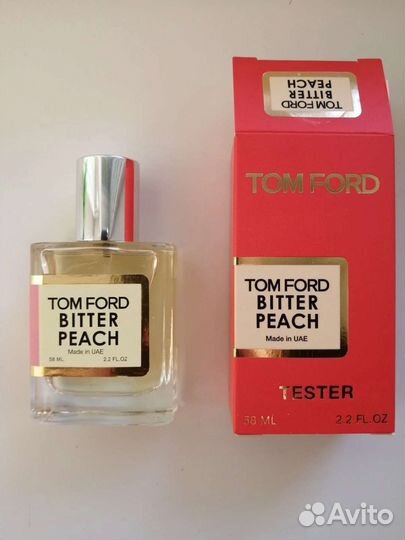 TOM FORD
BITTER
PEACH
TOM FORD
TOM FORD
BITTER
PEACH
Made in UAE
TESTER
58 ML 2.2 FL.OZ
TOM FORD
BITTER
PEACH
Made in UAE
58 ML 2.2 FL.OZ
Avito